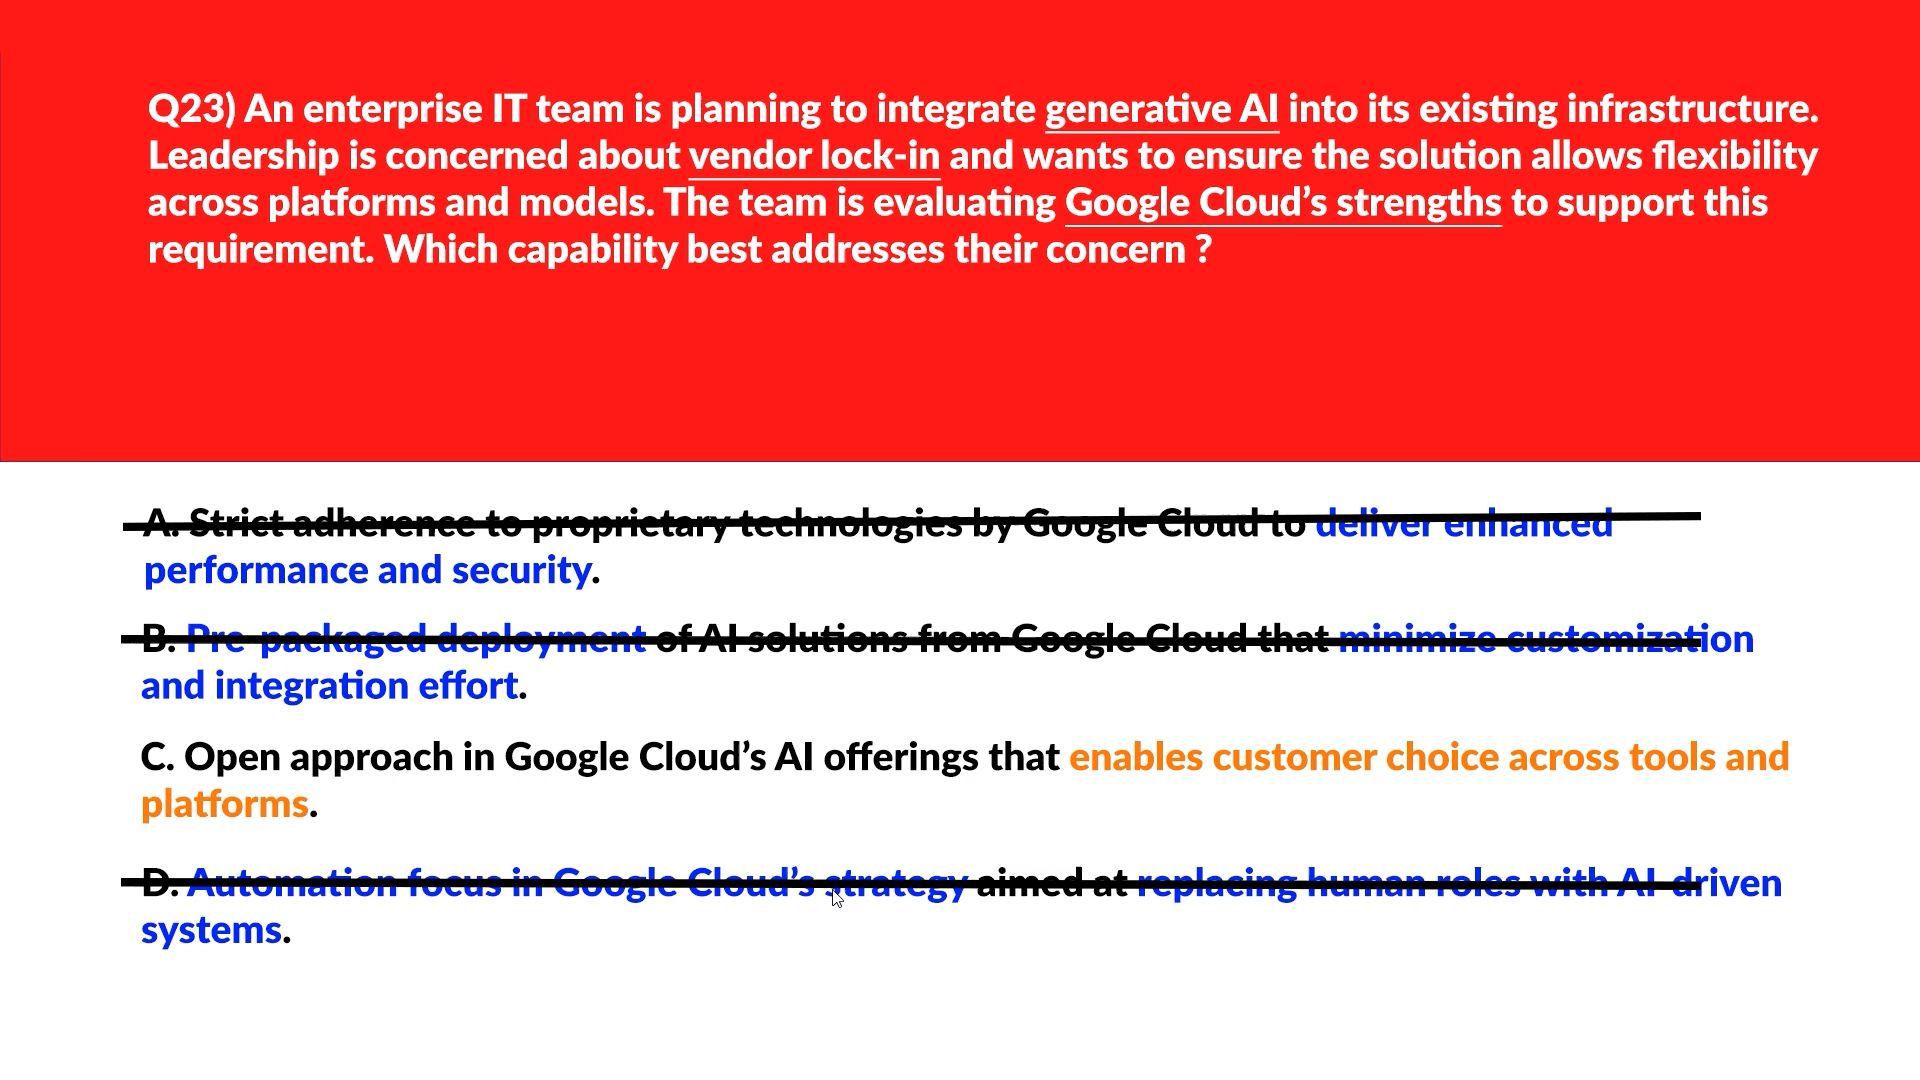 Q23) An enterprise IT team is planning to integrate generative AI into its existing infrastructure.
Leadership is concerned about vendor lock-in and wants to ensure the solution allows flexibility
across platforms and models. The team is evaluating Google Cloud’s strengths to support this
requirement. Which capability best addresses their concern ?
A. Strict adherence to proprietary technologies by Google Cloud to deliver enhanced
performance and security.
B. Pre-packaged deployment of AI solutions from Google Cloud that minimize customization
and integration effort.
C. Open approach in Google Cloud’s AI offerings that enables customer choice across tools and
platforms.
D. Automation focus in Google Cloud’s strategy aimed at replacing human roles with AI-driven
systems.